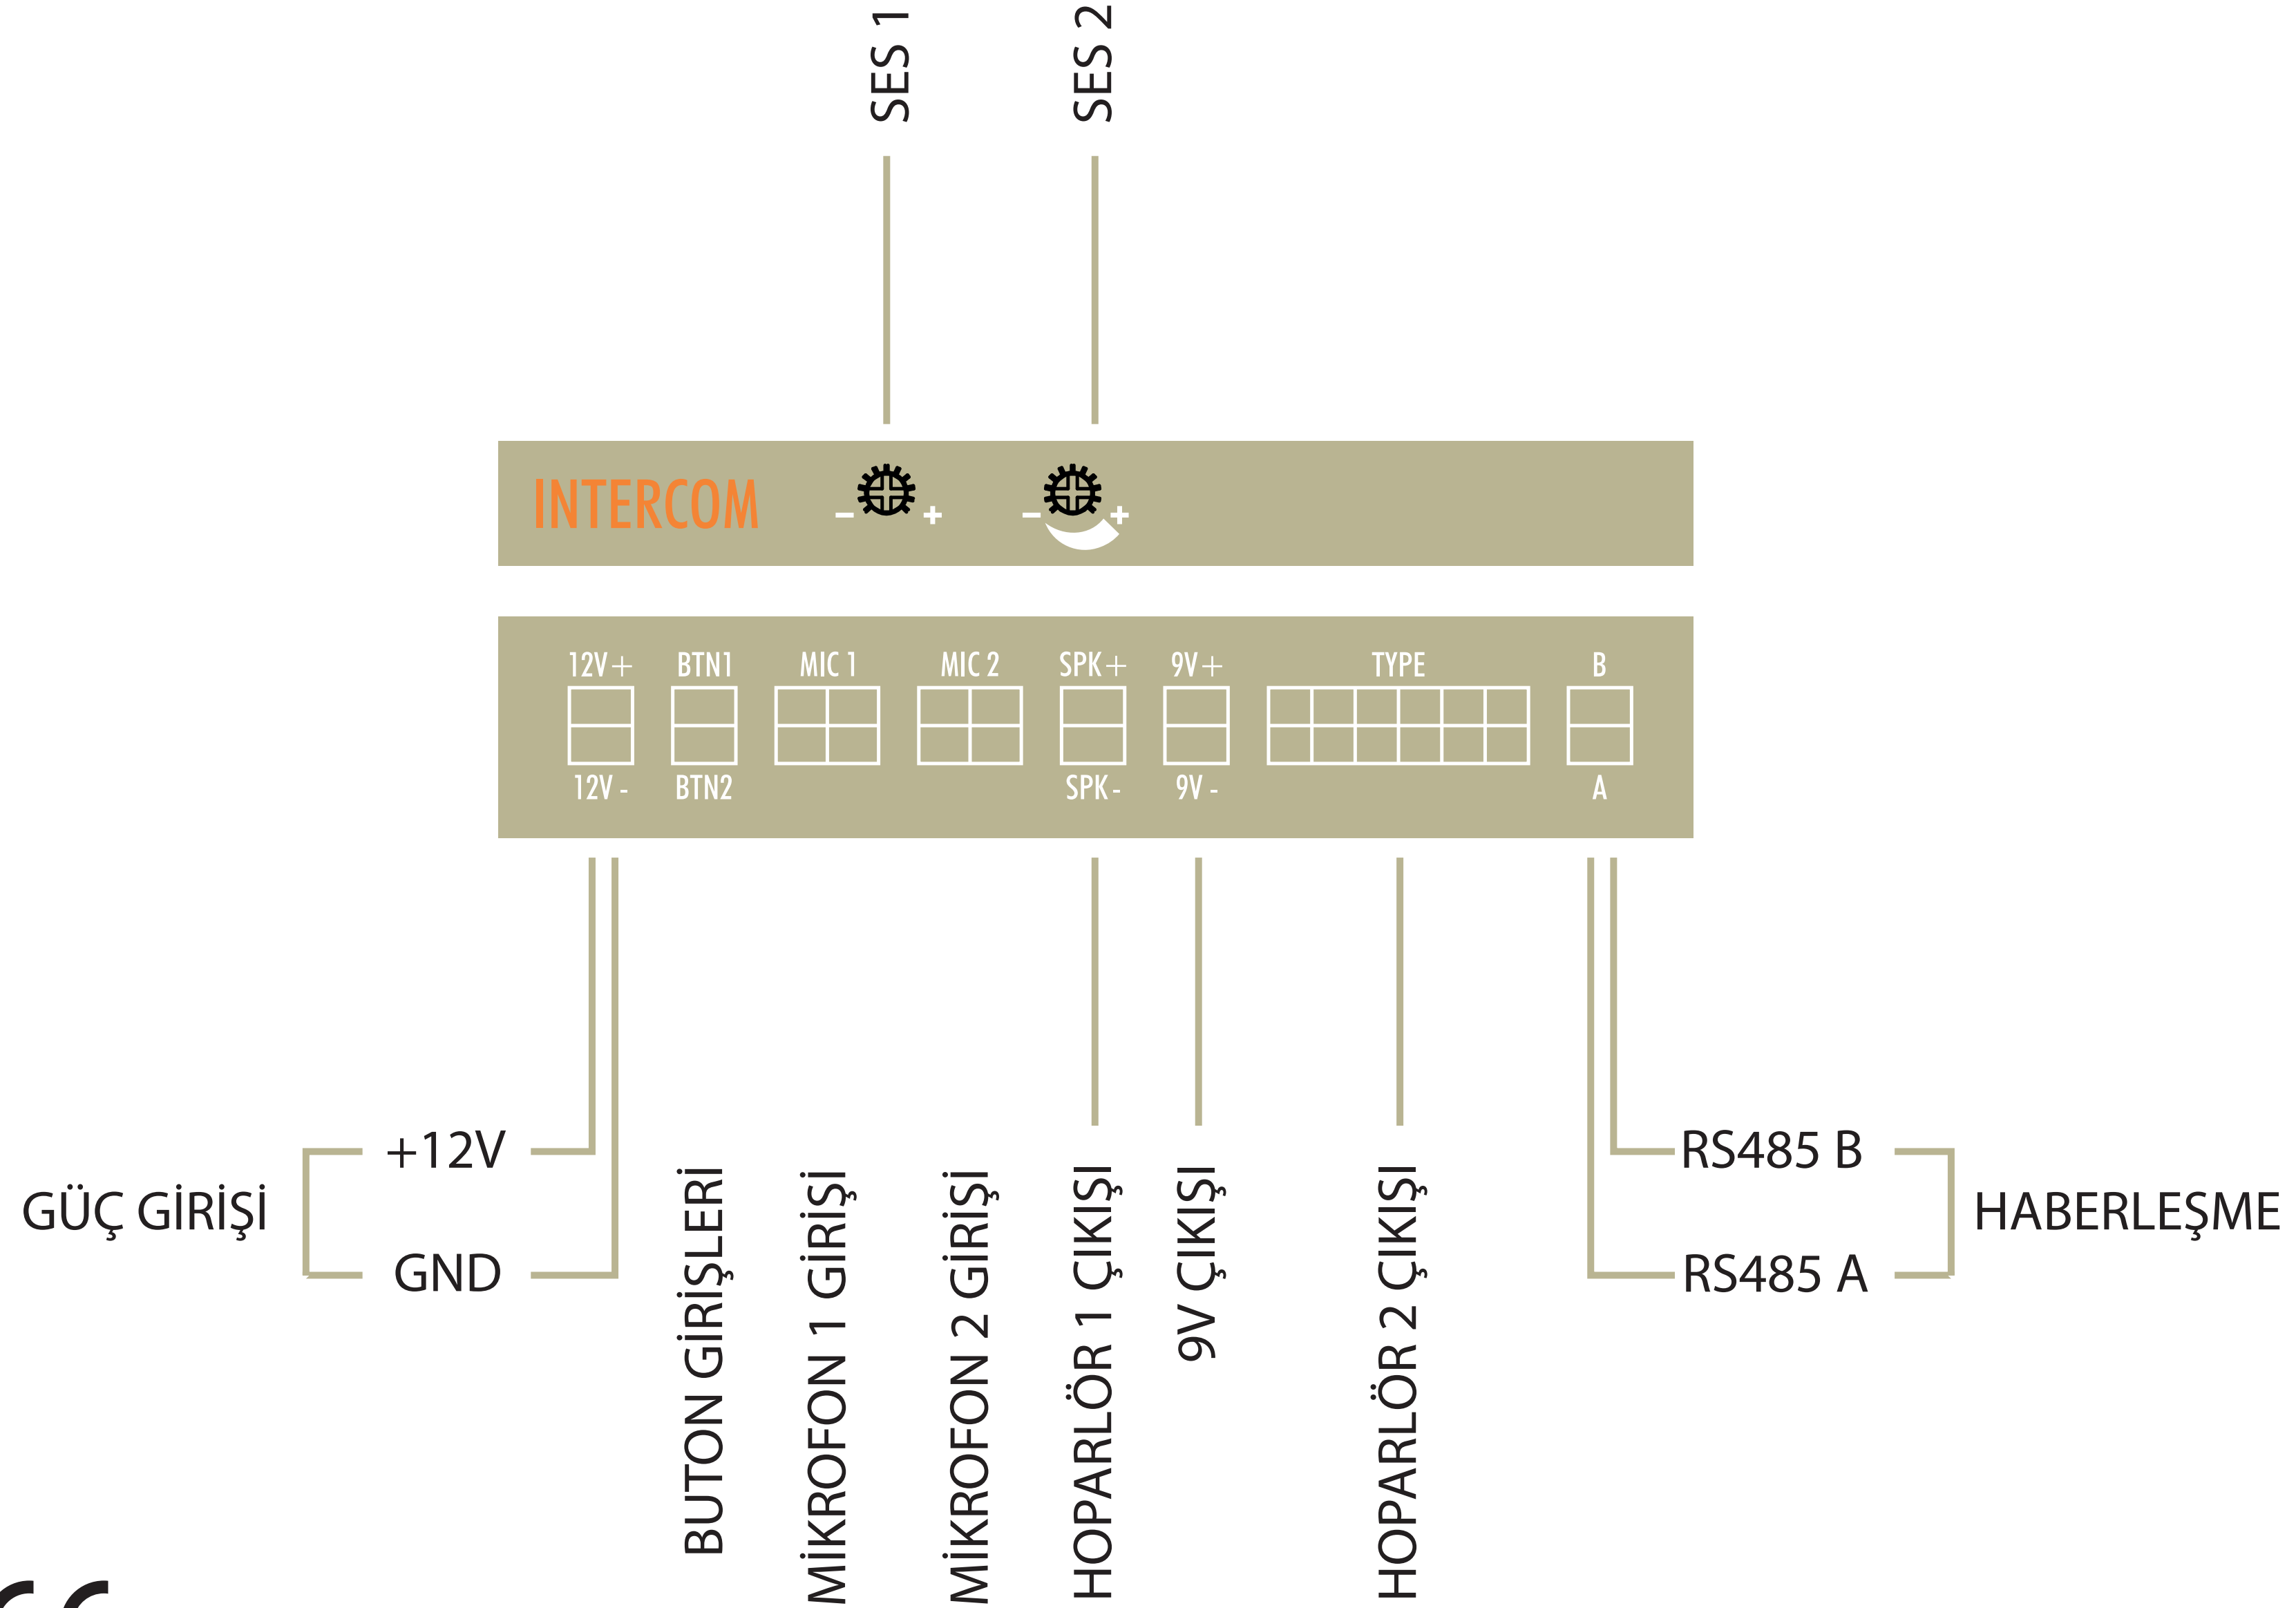 SES 1
SES 2
INTERCOM
- +
- +
12V+ BTN1 MIC 1 MIC 2 SPK+ 9V+ TYPE B
12V - BTN2 SPK- 9V - A
+12V
GÜÇ GİRİŞİ
GND
BUTON GİRİŞLERİ
MİKROFON 1 GİRİŞİ
MİKROFON 2 GİRİŞİ
HOPARLÖR 1 ÇIKIŞI
9V ÇIKIŞI
HOPARLÖR 2 ÇIKIŞI
RS485 B
HABERLEŞME
RS485 A